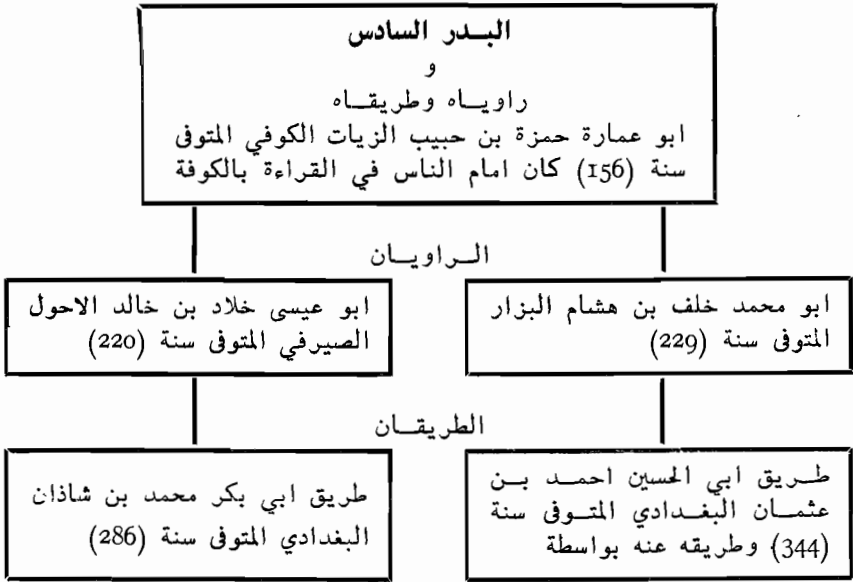 البدر السادس
و
راوياه وطريقاه
ابو عمارة حمزة بن حبيب الزيات الكوفي المتوفى
سنة (156) كان امام الناس في القراءة بالكوفة
الراويان
ابو محمد خلف بن هشام البزار
المتوفى سنة (229)
ابو عيسى خلاد بن خالد الاحول
الصيرفي المتوفى سنة (220)
الطريقان
طريق ابي الحسين احمد بن
عثمان البغدادي المتوفى سنة
(344) وطريقه عنه بواسطة
طريق ابي بكر محمد بن شاذان
البغدادي المتوفى سنة (286)